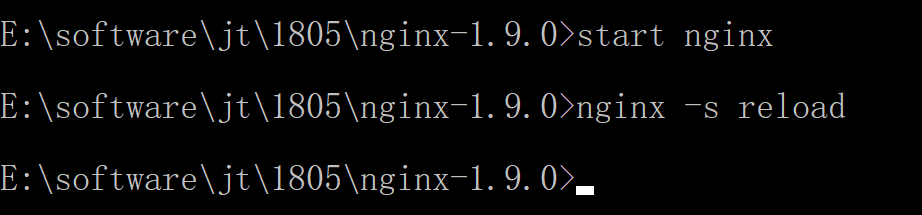 E:\software\jt\1805\nginx-1.9.0>start nginx
E:\software\jt\1805\nginx-1.9.0>nginx -s reload
E:\software\jt\1805\nginx-1.9.0>